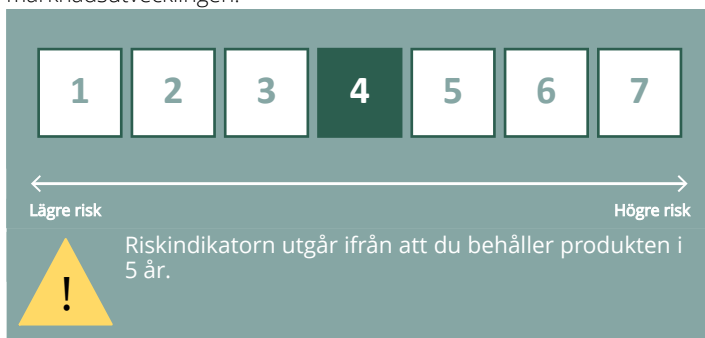 marknadsutvecklingen.
1 2 3 4 5 6 7
Lägre risk Högre risk
Riskindikatorn utgår ifrån att du behåller produkten i
5 år.
!